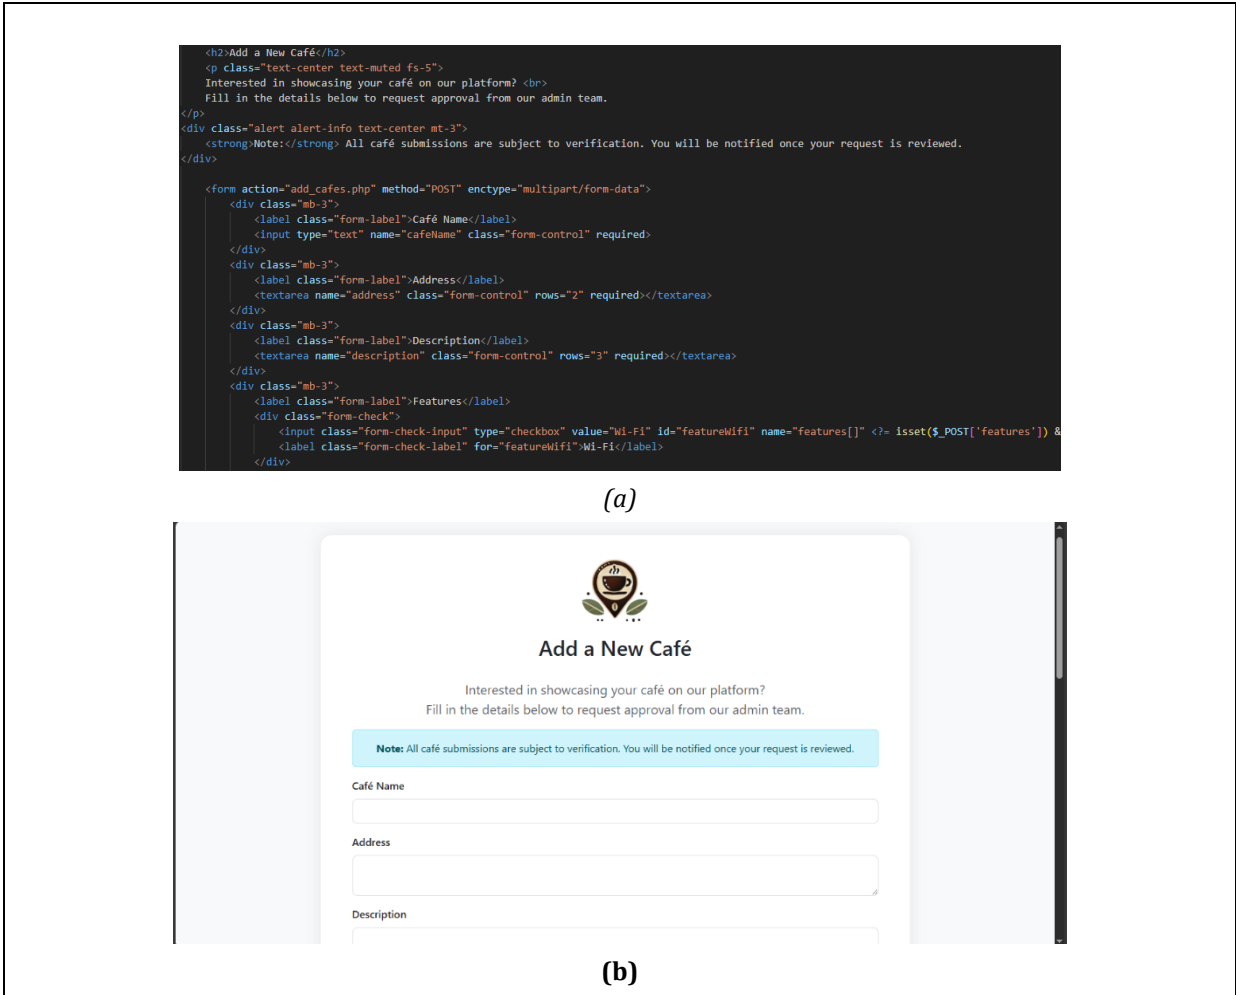 <h2>Add a New Café</h2>
<p class="text-center text-muted fs-5">
Interested in showcasing your café on our platform? <br>
Fill in the details below to request approval from our admin team.
</p>
<div class="alert alert-info text-center mt-3">
<strong>Note:</strong> All café submissions are subject to verification. You will be notified once your request is reviewed.
</div>
<form action="add_cafes.php" method="POST" enctype="multipart/form-data">
<div class="mb-3">
<label class="form-label">Café Name</label>
<input type="text" name="cafeName" class="form-control" required>
</div>
<div class="mb-3">
<label class="form-label">Address</label>
<textarea name="address" class="form-control" rows="2" required></textarea>
</div>
<div class="mb-3">
<label class="form-label">Description</label>
<textarea name="description" class="form-control" rows="3" required></textarea>
</div>
<div class="mb-3">
<label class="form-label">Features</label>
<div class="form-check">
<input class="form-check-input" type="checkbox" value="Wi-Fi" id="featureWifi" name="features[]" <?= isset($_POST['features']) &
<label class="form-check-label" for="featureWifi">Wi-Fi</label>
</div>
(a)
Add a New Café
Interested in showcasing your café on our platform?
Fill in the details below to request approval from our admin team.
Note: All café submissions are subject to verification. You will be notified once your request is reviewed.
Café Name
Address
Description
(b)